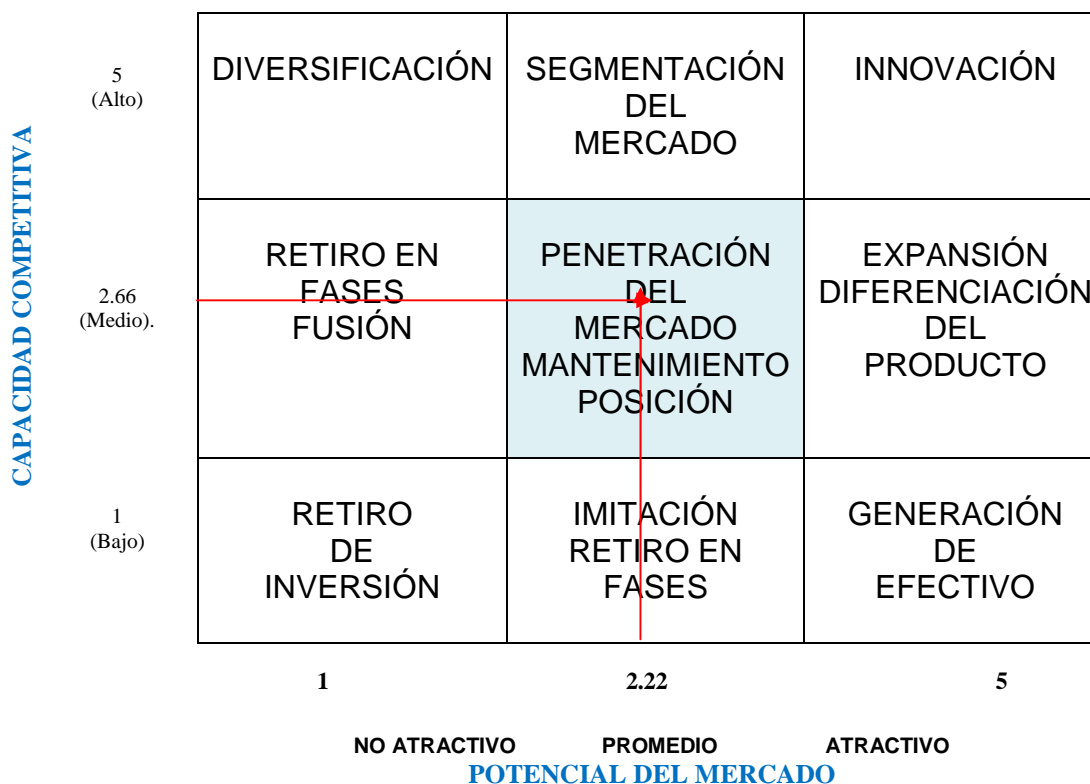 CAPACIDAD COMPETITIVA
5
(Alto)
DIVERSIFICACIÓN
SEGMENTACIÓN
DEL
MERCADO
INNOVACIÓN
2.66
(Medio).
RETIRO EN
FASES
FUSIÓN
PENETRACIÓN
DEL
MERCADO
MANTENIMIENTO
POSICIÓN
EXPANSIÓN
DIFERENCIACIÓN
DEL
PRODUCTO
1
(Bajo)
RETIRO
DE
INVERSIÓN
IMITACIÓN
RETIRO EN
FASES
GENERACIÓN
DE
EFECTIVO
1 2.22 5
NO ATRACTIVO PROMEDIO ATRACTIVO
POTENCIAL DEL MERCADO